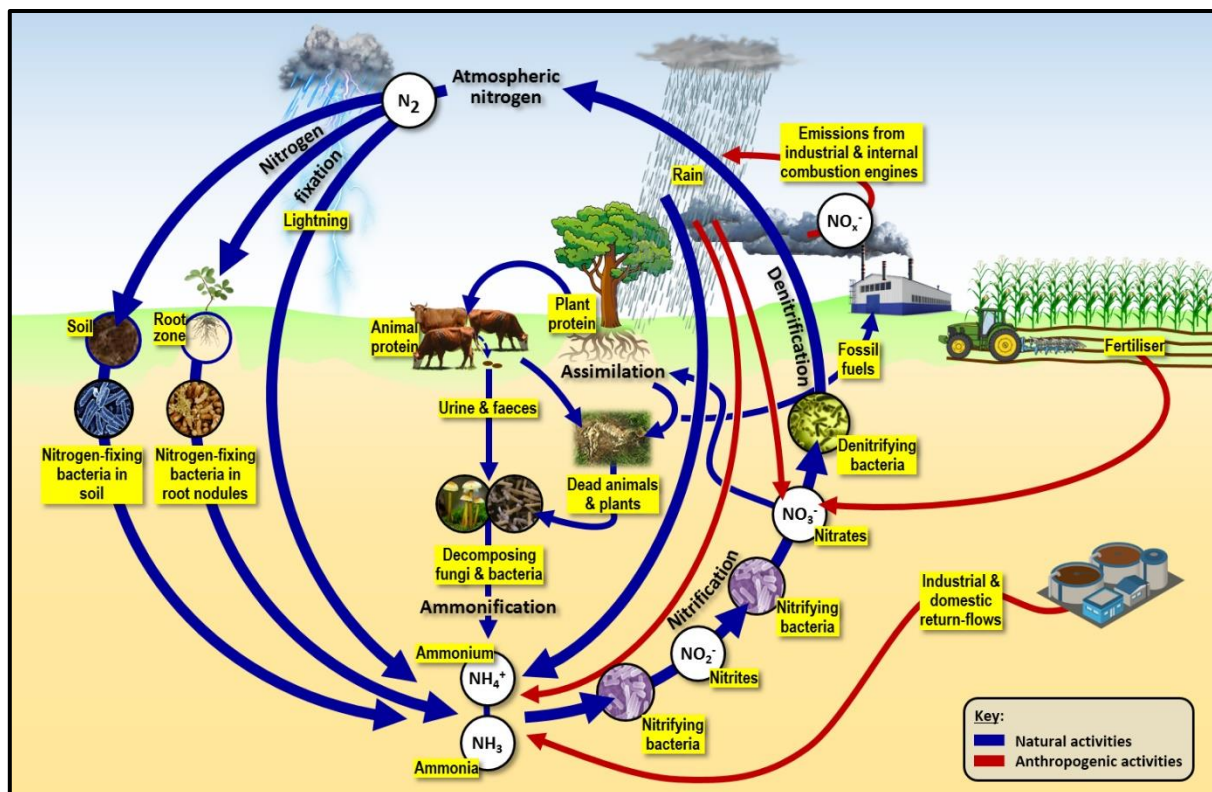 Atmospheric
nitrogen
N₂
Nitrogen
fixation
Lightning
Rain
Emissions from
industrial & internal
combustion engines
NOₓ⁻
Soil
Root
zone
Animal
protein
Plant
protein
Assimilation
Denitrification
Fossil
fuels
Fertiliser
Urine & faeces
Nitrogen-fixing
bacteria in
soil
Nitrogen-fixing
bacteria in
root nodules
Dead animals
& plants
Denitrifying
bacteria
NO₃⁻
Nitrates
Decomposing
fungi & bacteria
Ammonification
Nitrification
Nitrifying
bacteria
Industrial &
domestic
return-flows
Ammonium
NH₄⁺
NO₂⁻
Nitrites
Nitrifying
bacteria
NH₃
Ammonia
Key:
Natural activities
Anthropogenic activities